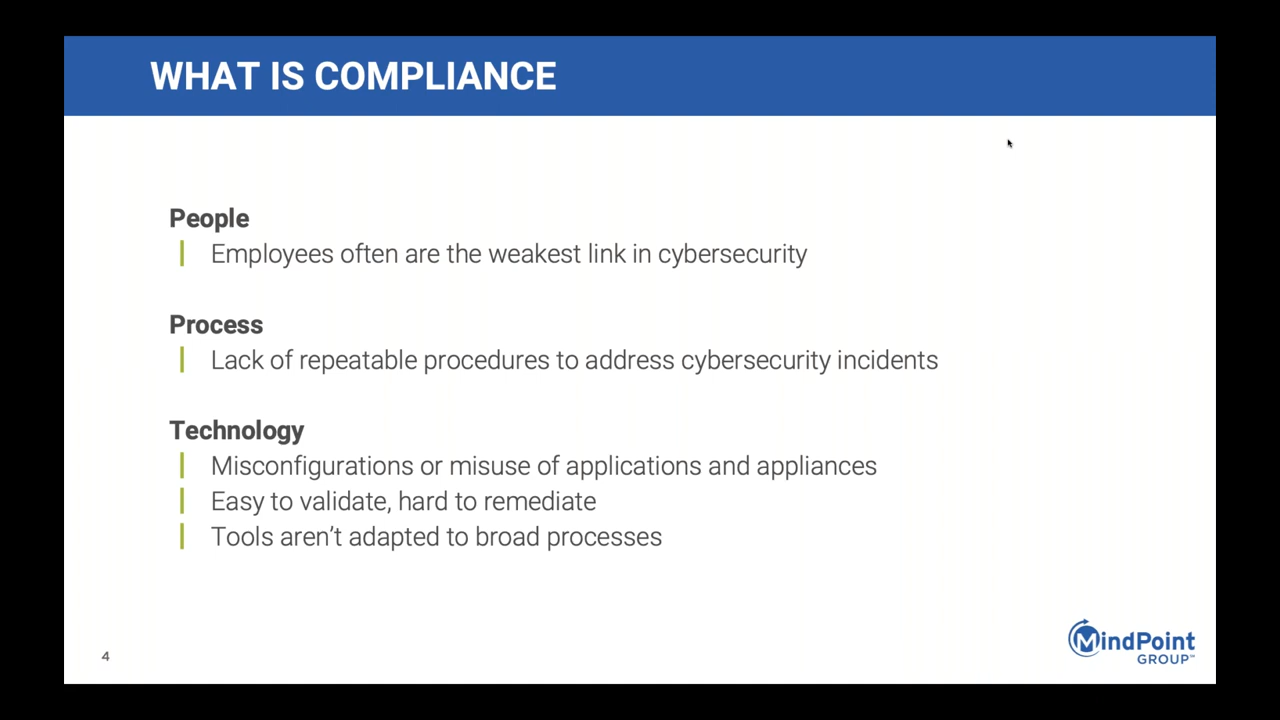 WHAT IS COMPLIANCE
People
Employees often are the weakest link in cybersecurity
Process
Lack of repeatable procedures to address cybersecurity incidents
Technology
Misconfigurations or misuse of applications and appliances
Easy to validate, hard to remediate
Tools aren't adapted to broad processes
4
MindPoint
GROUP™